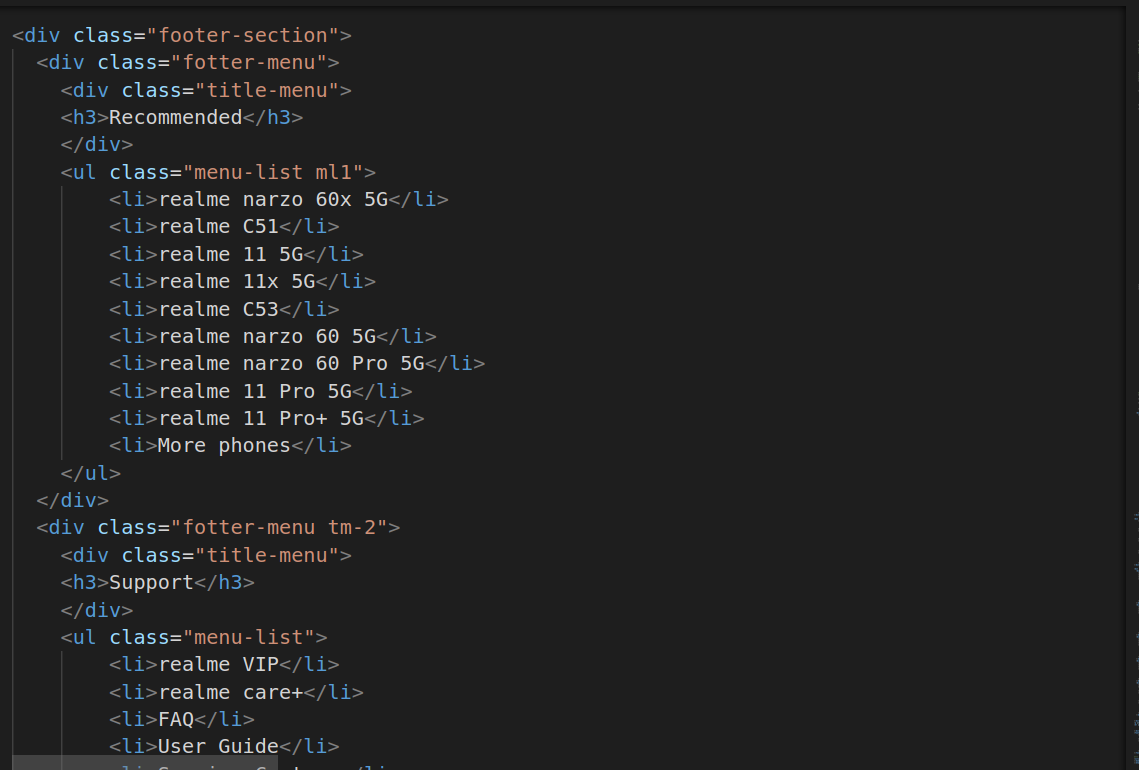 <div class="footer-section">
<div class="fotter-menu">
<div class="title-menu">
<h3>Recommended</h3>
</div>
<ul class="menu-list ml1">
<li>realme narzo 60x 5G</li>
<li>realme C51</li>
<li>realme 11 5G</li>
<li>realme 11x 5G</li>
<li>realme C53</li>
<li>realme narzo 60 5G</li>
<li>realme narzo 60 Pro 5G</li>
<li>realme 11 Pro 5G</li>
<li>realme 11 Pro+ 5G</li>
<li>More phones</li>
</ul>
</div>
<div class="fotter-menu tm-2">
<div class="title-menu">
<h3>Support</h3>
</div>
<ul class="menu-list">
<li>realme VIP</li>
<li>realme care+</li>
<li>FAQ</li>
<li>User Guide</li>